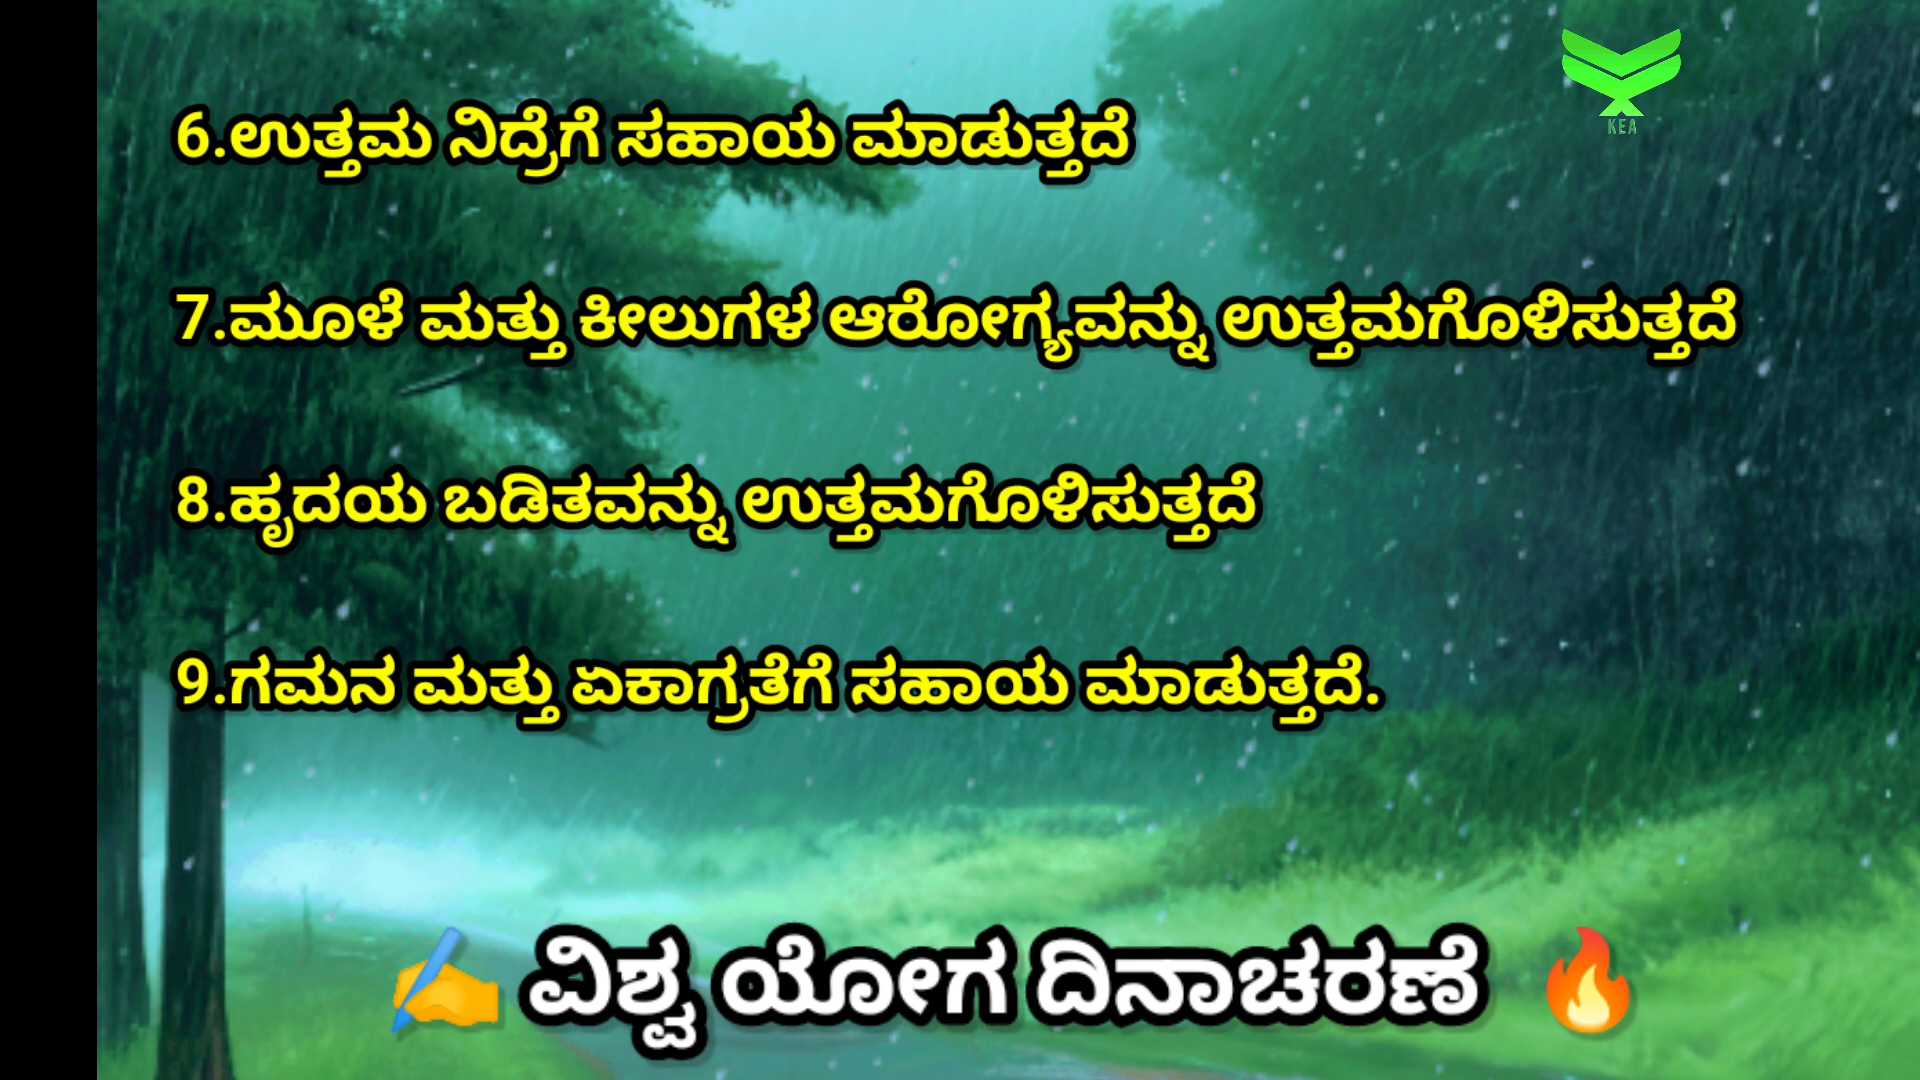 KEA
6.ಉತ್ತಮ ನಿದ್ರೆಗೆ ಸಹಾಯ ಮಾಡುತ್ತದೆ
7.ಮೂಳೆ ಮತ್ತು ಕೀಲುಗಳ ಆರೋಗ್ಯವನ್ನು ಉತ್ತಮಗೊಳಿಸುತ್ತದೆ
8.ಹೃದಯ ಬಡಿತವನ್ನು ಉತ್ತಮಗೊಳಿಸುತ್ತದೆ
9.ಗಮನ ಮತ್ತು ಏಕಾಗ್ರತೆಗೆ ಸಹಾಯ ಮಾಡುತ್ತದೆ.
✍️ ವಿಶ್ವ ಯೋಗ ದಿನಾಚರಣೆ 🔥